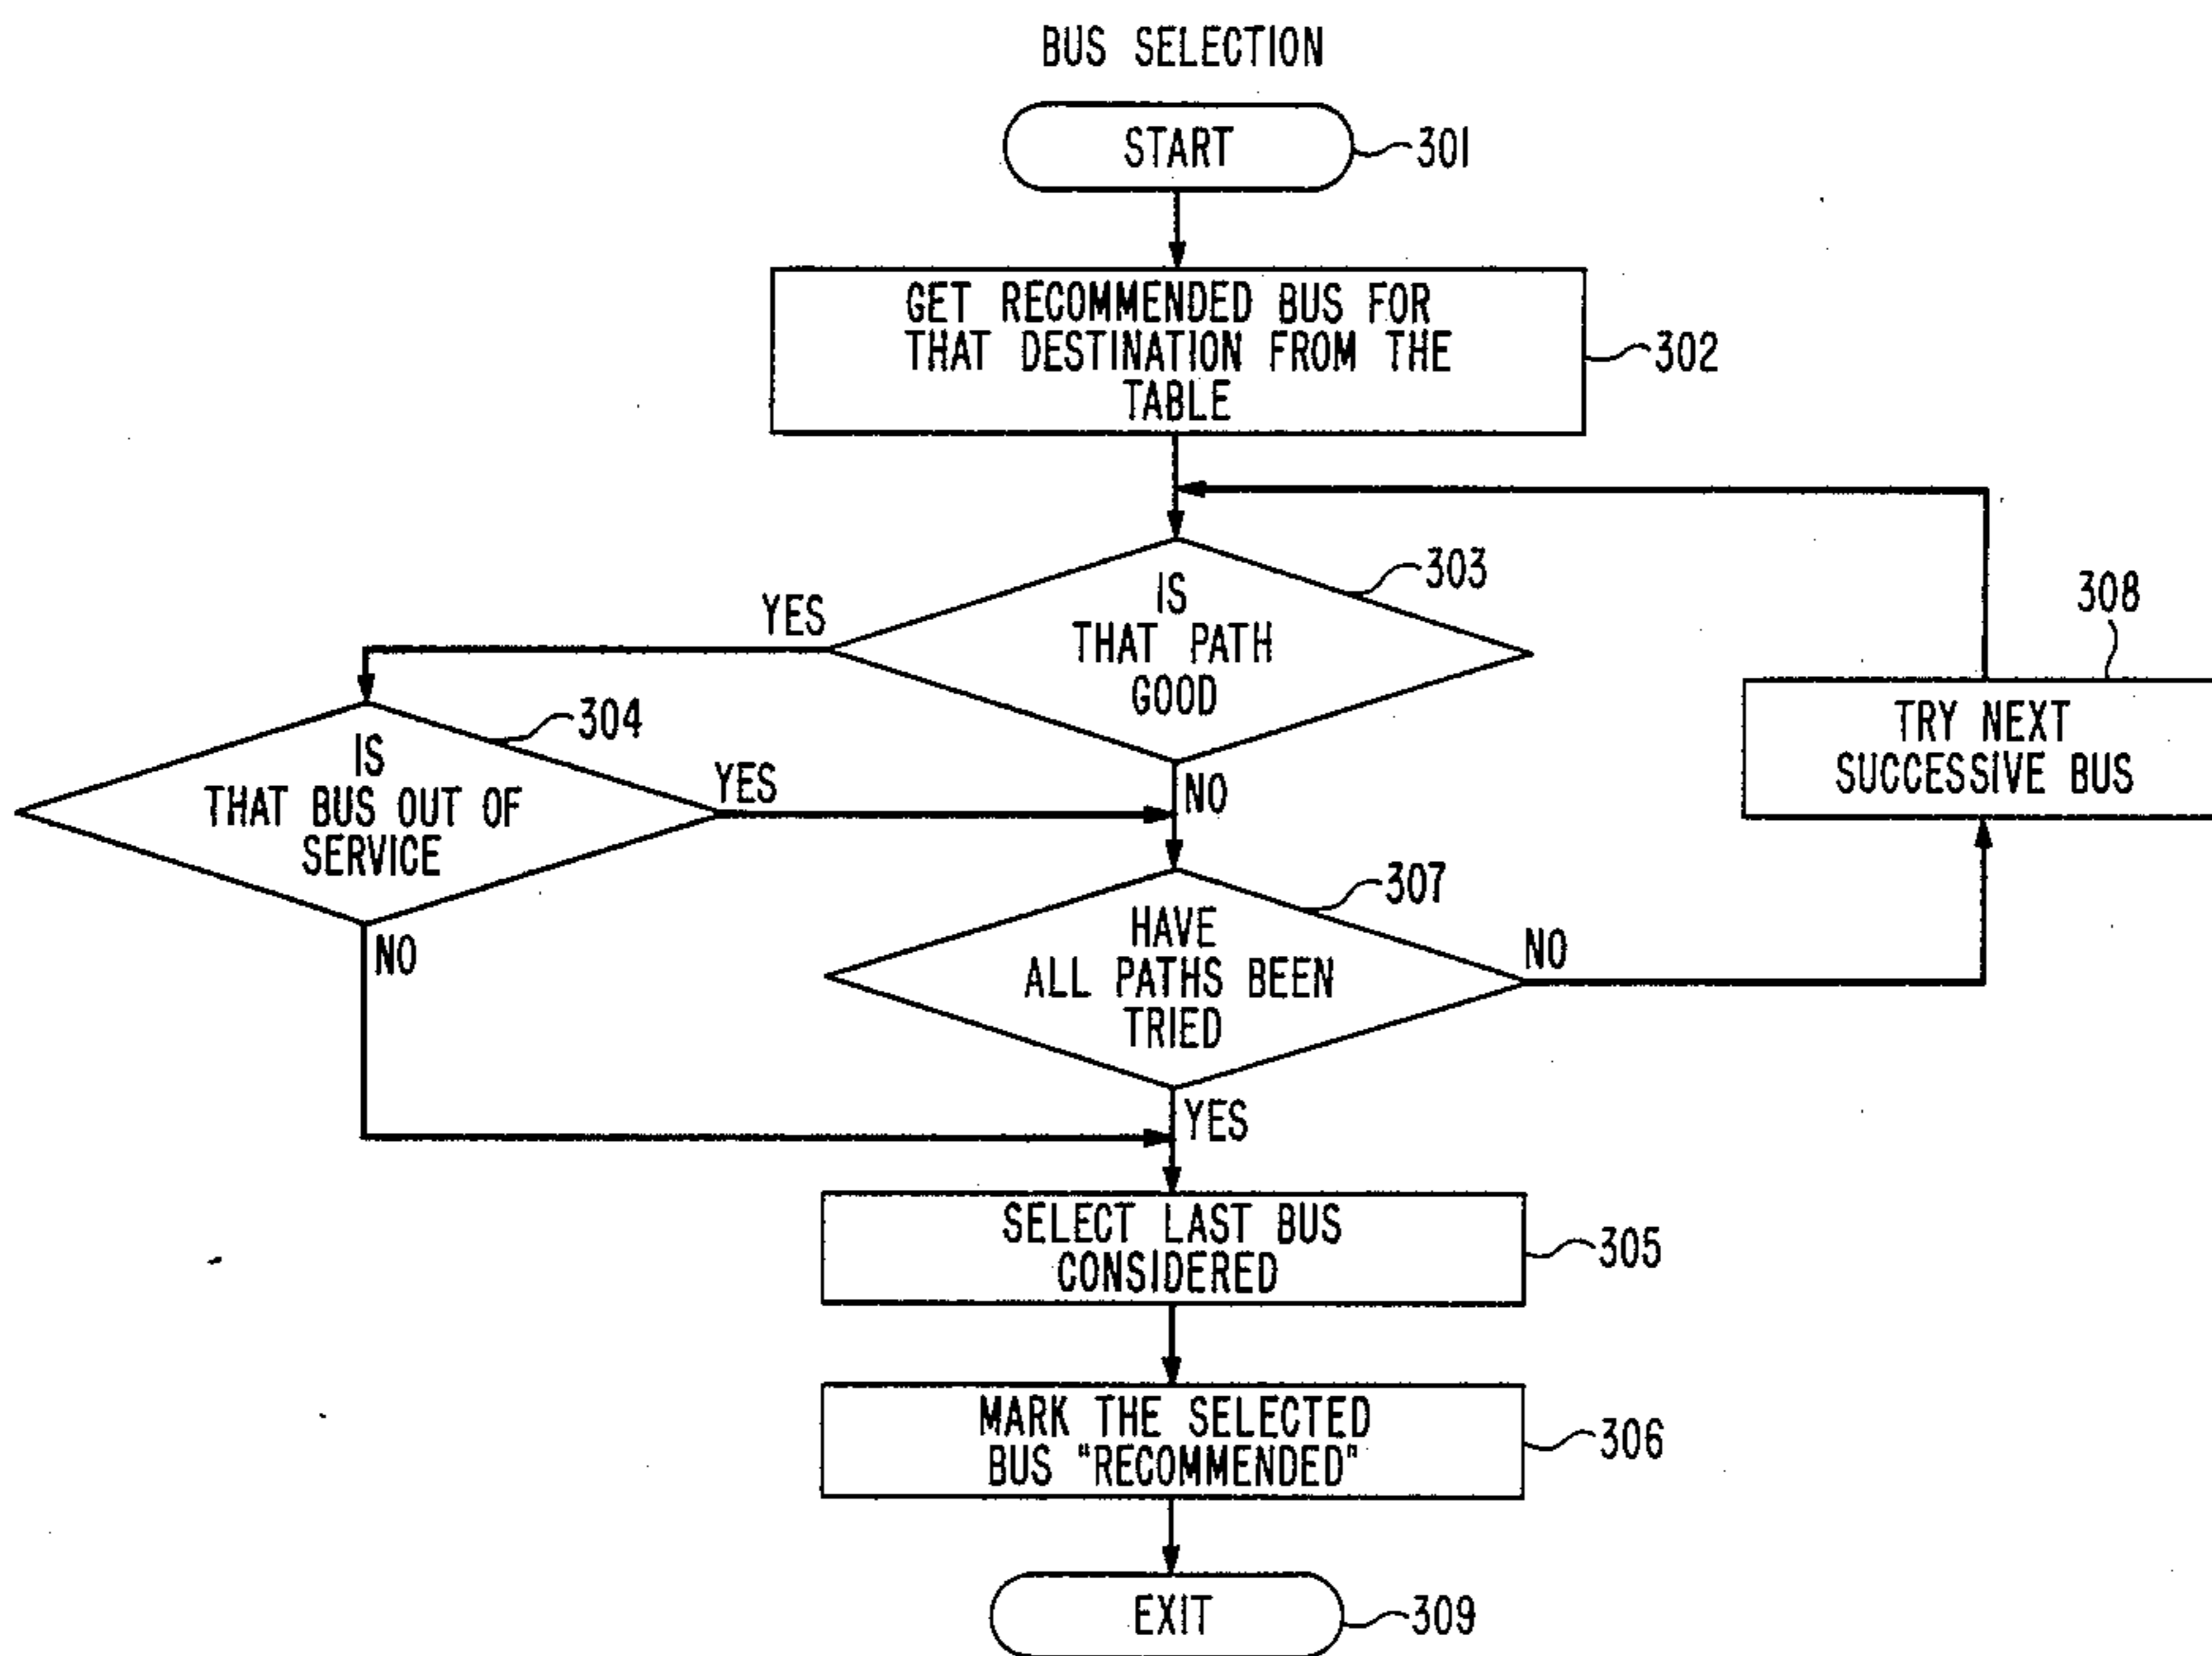 BUS SELECTION
START
301
GET RECOMMENDED BUS FOR
THAT DESTINATION FROM THE
TABLE
302
303
IS
THAT PATH
GOOD
YES
NO
308
TRY NEXT
SUCCESSIVE BUS
304
IS
THAT BUS OUT OF
SERVICE
YES
NO
307
HAVE
ALL PATHS BEEN
TRIED
NO
YES
SELECT LAST BUS
CONSIDERED
305
MARK THE SELECTED
BUS "RECOMMENDED"
306
EXIT
309